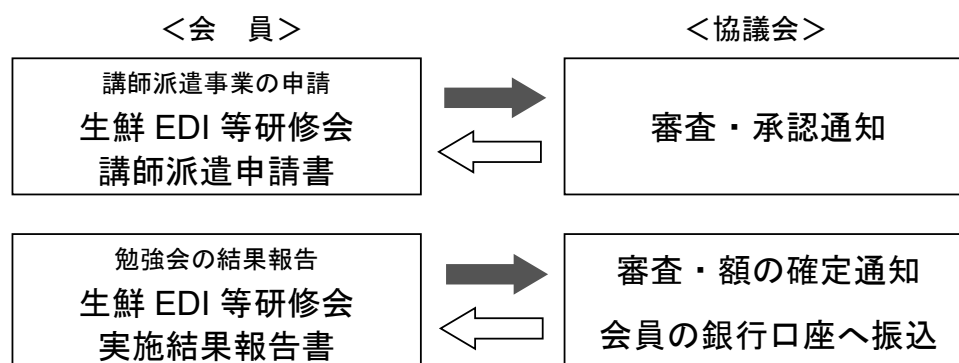 ＜会　員＞
＜協議会＞
講師派遣事業の申請
生鮮 EDI 等研修会
講師派遣申請書
審査・承認通知
勉強会の結果報告
生鮮 EDI 等研修会
実施結果報告書
審査・額の確定通知
会員の銀行口座へ振込